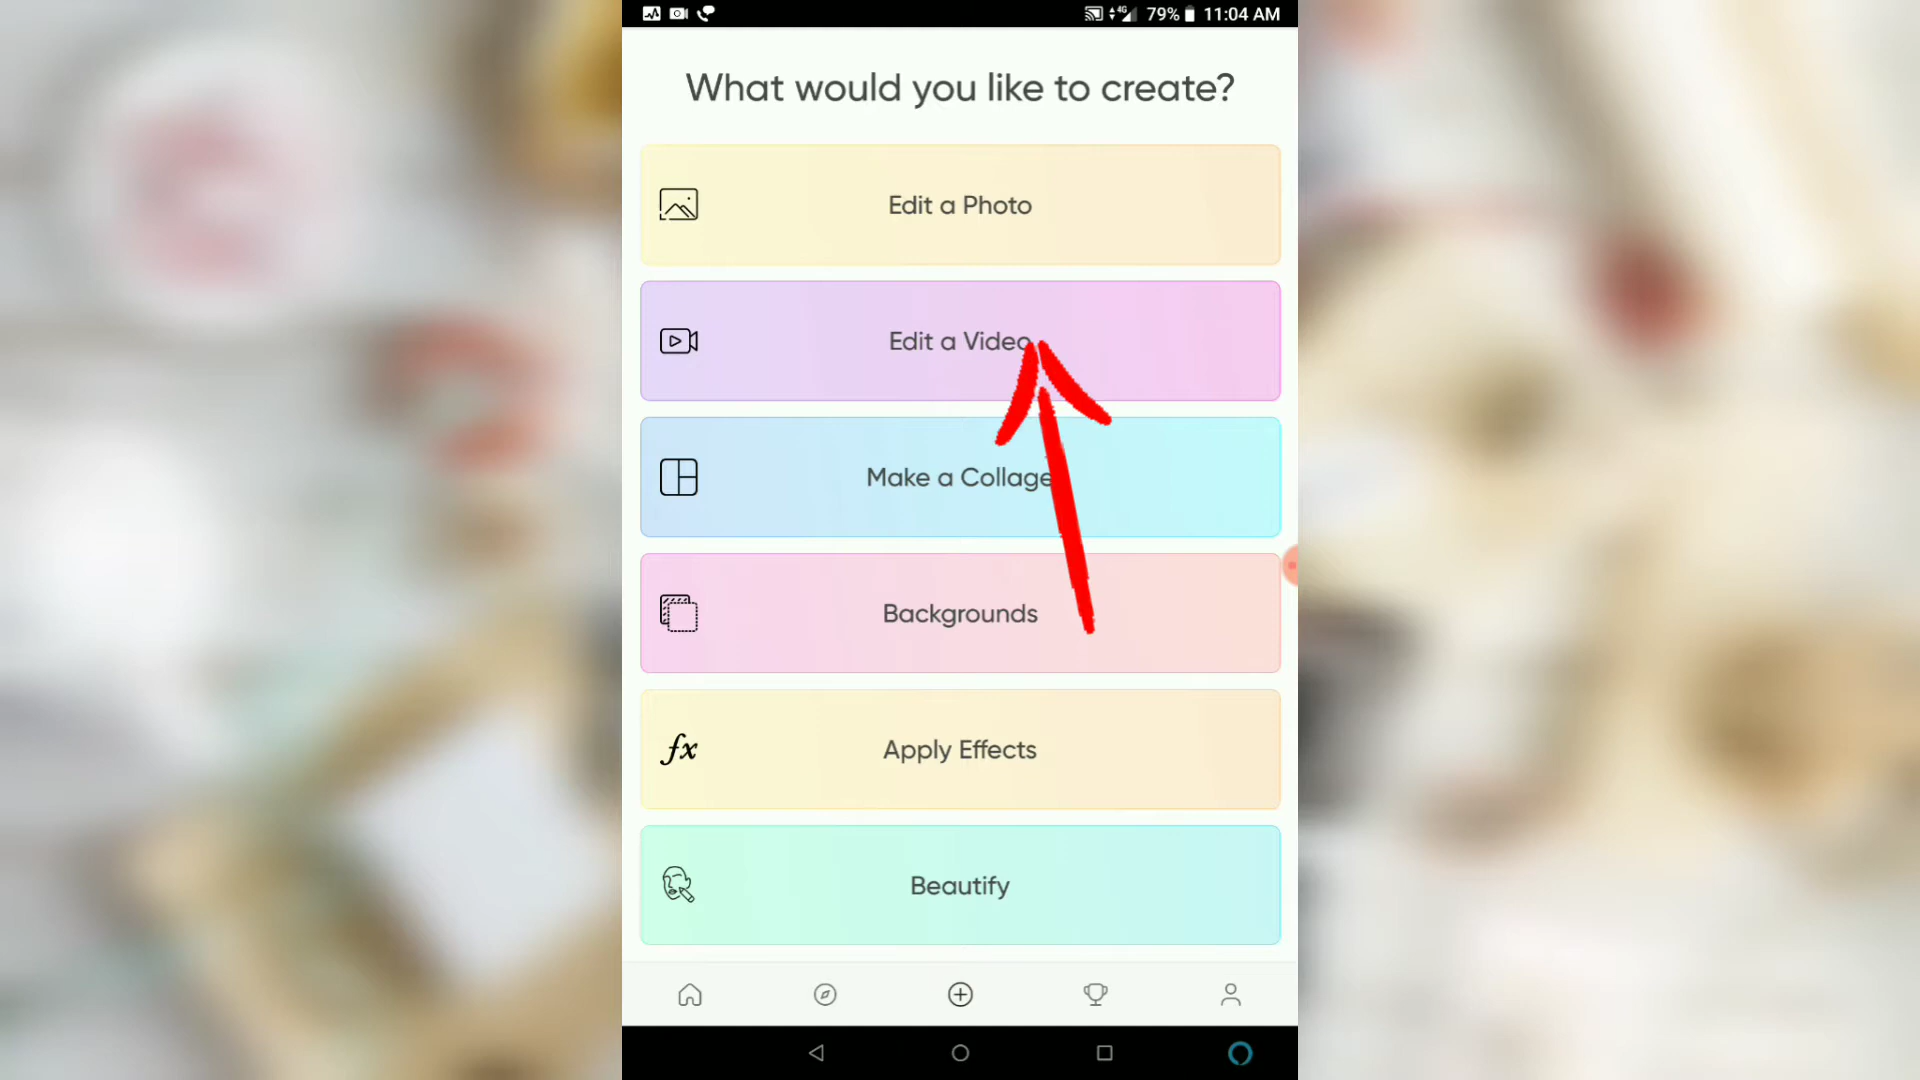 4G 79% 11:04 AM
What would you like to create?
Edit a Photo
Edit a Video
Make a Collage
Backgrounds
fx Apply Effects
Beautify